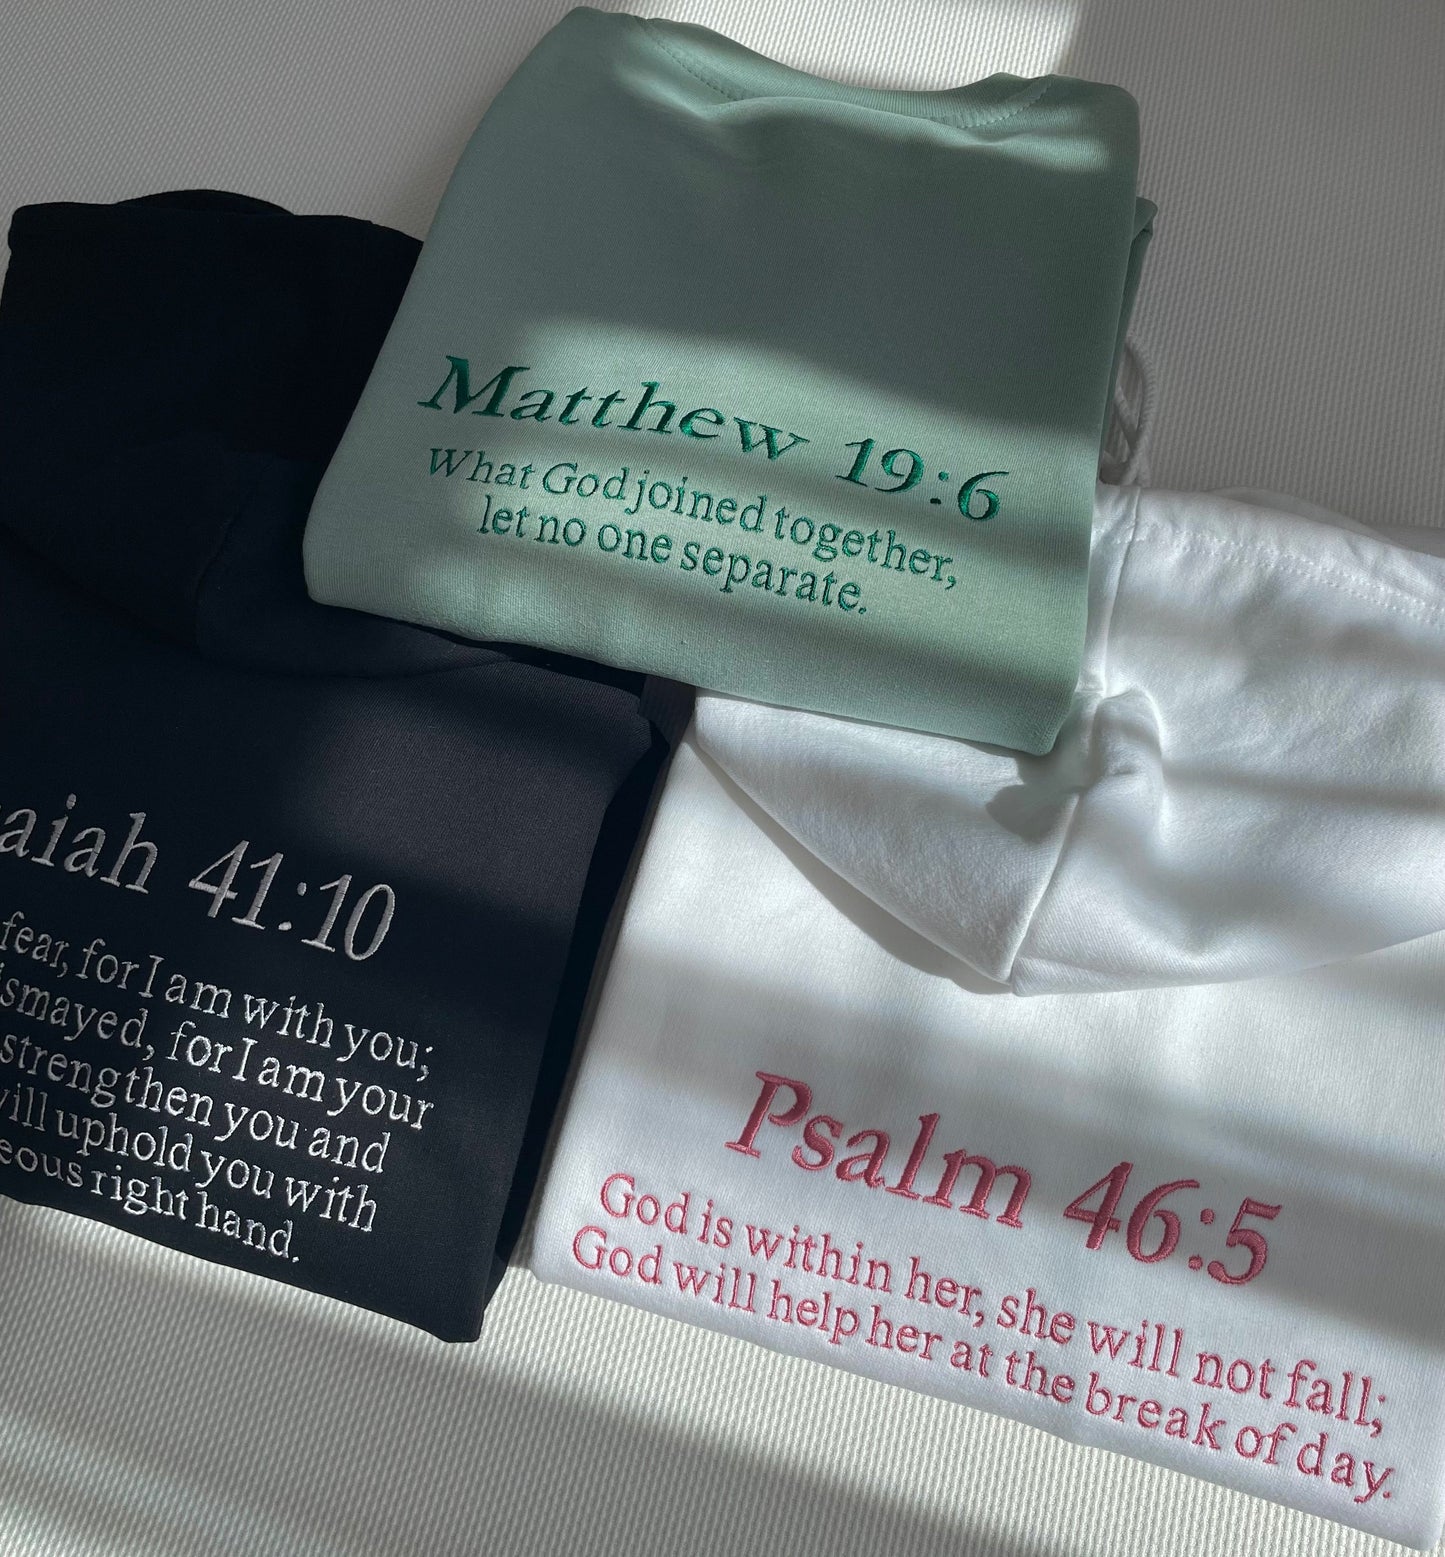 Matthew 19:6
What God joined together,
let no one separate.
aiah 41:10
fear, for I am with you;
smayed, for I am your
strengthen you and
ill uphold you with
eous right hand.
Psalm 46:5
God is within her, she will not fall;
God will help her at the break of day.